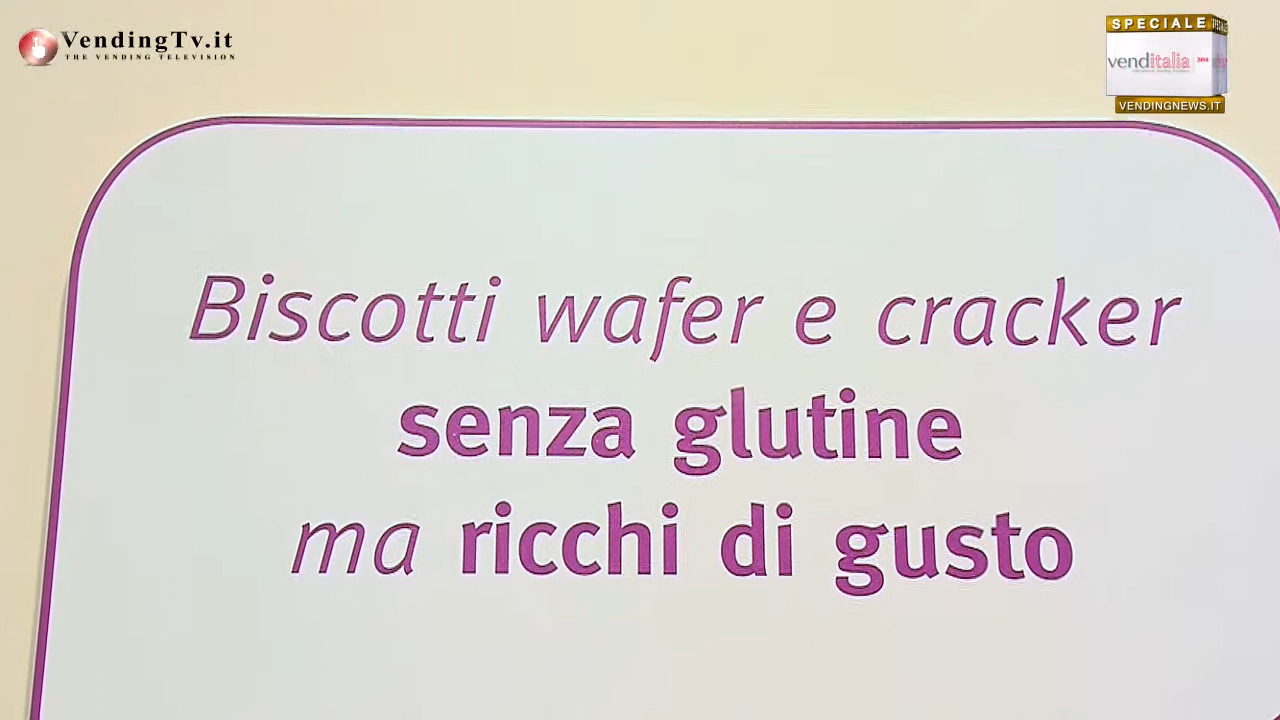 VendingTv.it
THE VENDING TELEVISION
SPECIALE
venditalia
VENDINGNEWS.IT
Biscotti wafer e cracker
senza glutine
ma ricchi di gusto